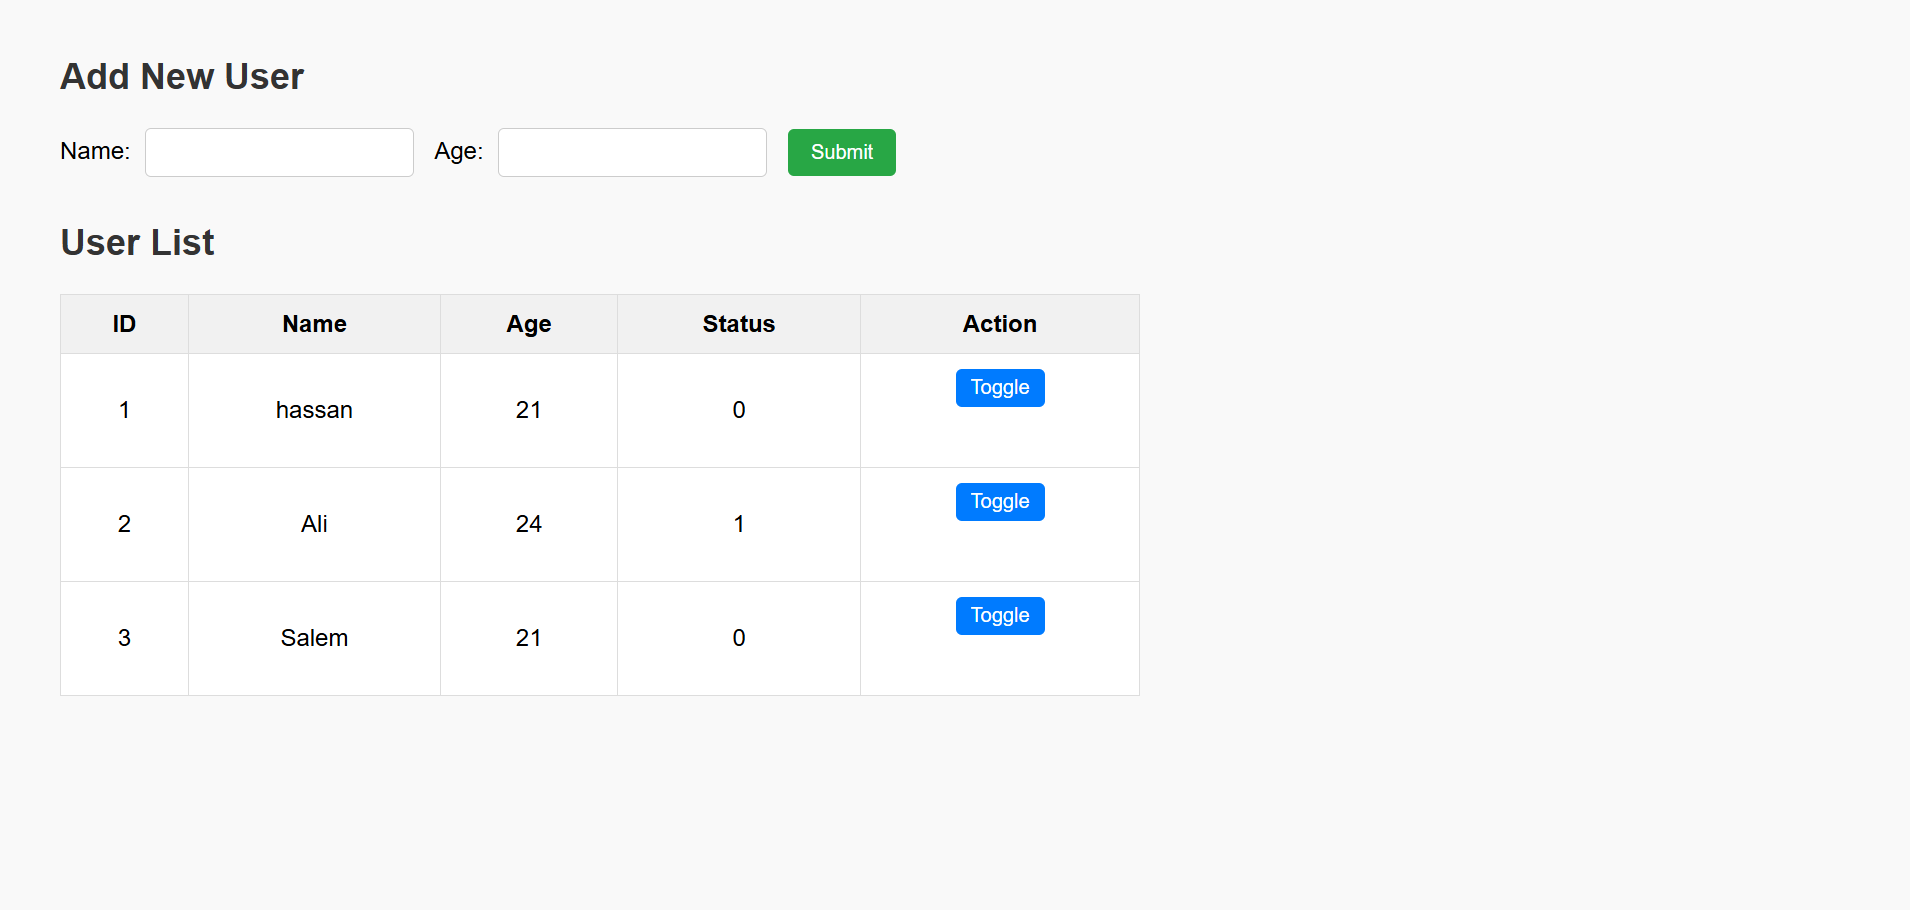 Add New User
Name: Age: Submit
User List
ID Name Age Status Action
1 hassan 21 0 Toggle
2 Ali 24 1 Toggle
3 Salem 21 0 Toggle